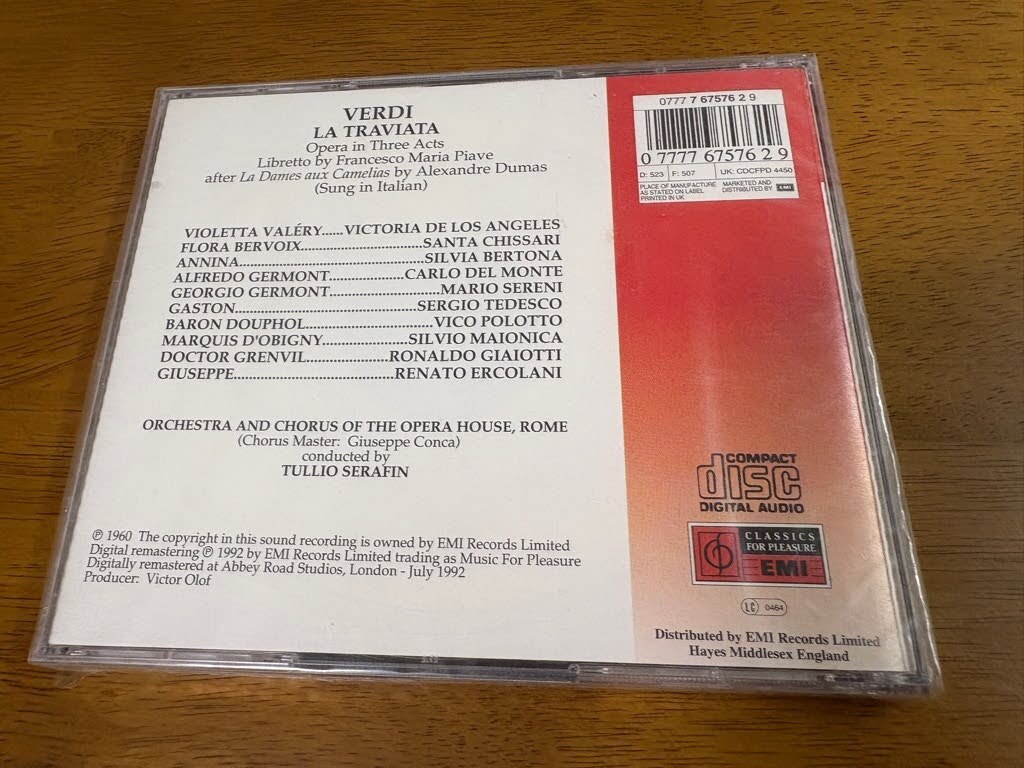 VERDI
LA TRAVIATA
Opera in Three Acts
Libretto by Francesco Maria Piave
after La Dames aux Camelias by Alexandre Dumas
(Sung in Italian)
VIOLETTA VALÉRY......VICTORIA DE LOS ANGELES
FLORA BERVOIX..............................SANTA CHISSARI
ANNINA..............................................SILVIA BERTONA
ALFREDO GERMONT....................CARLO DEL MONTE
GEORGIO GERMONT...........................MARIO SERENI
GASTON.............................................SERGIO TEDESCO
BARON DOUPHOL................................VICO POLOTTO
MARQUIS D'OBIGNY.....................SILVIO MAIONICA
DOCTOR GRENVIL.....................RONALDO GIAIOTTI
GIUSEPPE........................................RENATO ERCOLANI
ORCHESTRA AND CHORUS OF THE OPERA HOUSE, ROME
(Chorus Master: Giuseppe Conca)
conducted by
TULLIO SERAFIN
℗ 1960 The copyright in this sound recording is owned by EMI Records Limited
Digital remastering ℗ 1992 by EMI Records Limited trading as Music For Pleasure
Digitally remastered at Abbey Road Studios, London - July 1992
Producer: Victor Olof
0777 7 67576 2 9
0 7777 67576 2 9
D: 523 F: 507 UK: CDCFPD 4450
PLACE OF MANUFACTURE
AS STATED ON LABEL
PRINTED IN UK
MARKETED AND
DISTRIBUTED BY EMI
COMPACT
disc
DIGITAL AUDIO
CLASSICS
FOR PLEASURE
EMI
LC 0464
Distributed by EMI Records Limited
Hayes Middlesex England